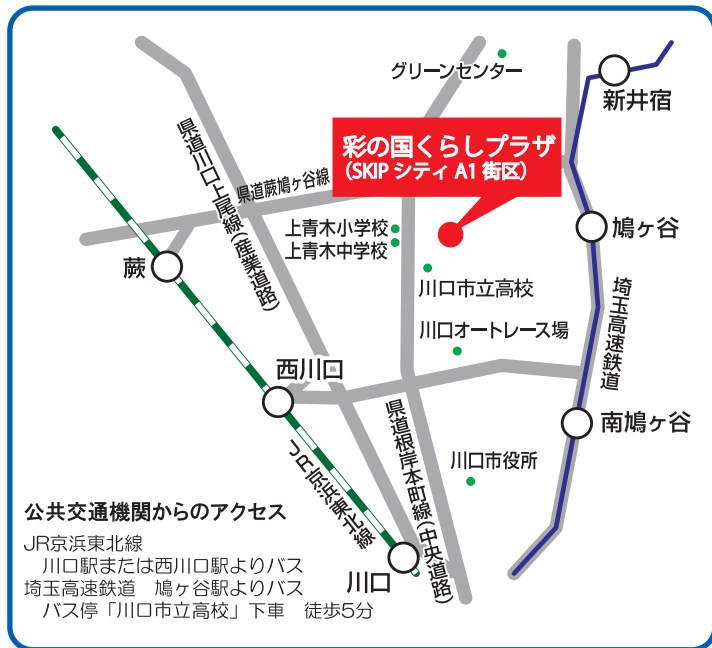 グリーンセンター
新井宿
彩の国くらしプラザ
(SKIP シティ A1 街区)
県道川口上尾線(産業道路)
県道蕨鳩ヶ谷線
上青木小学校
上青木中学校
鳩ヶ谷
蕨
川口市立高校
埼玉高速鉄道
川口オートレース場
西川口
県道根岸本町線(中央道路)
南鳩ヶ谷
JR京浜東北線
川口市役所
川口
公共交通機関からのアクセス
JR京浜東北線
川口駅または西川口駅よりバス
埼玉高速鉄道　鳩ヶ谷駅よりバス
バス停「川口市立高校」下車　徒歩5分